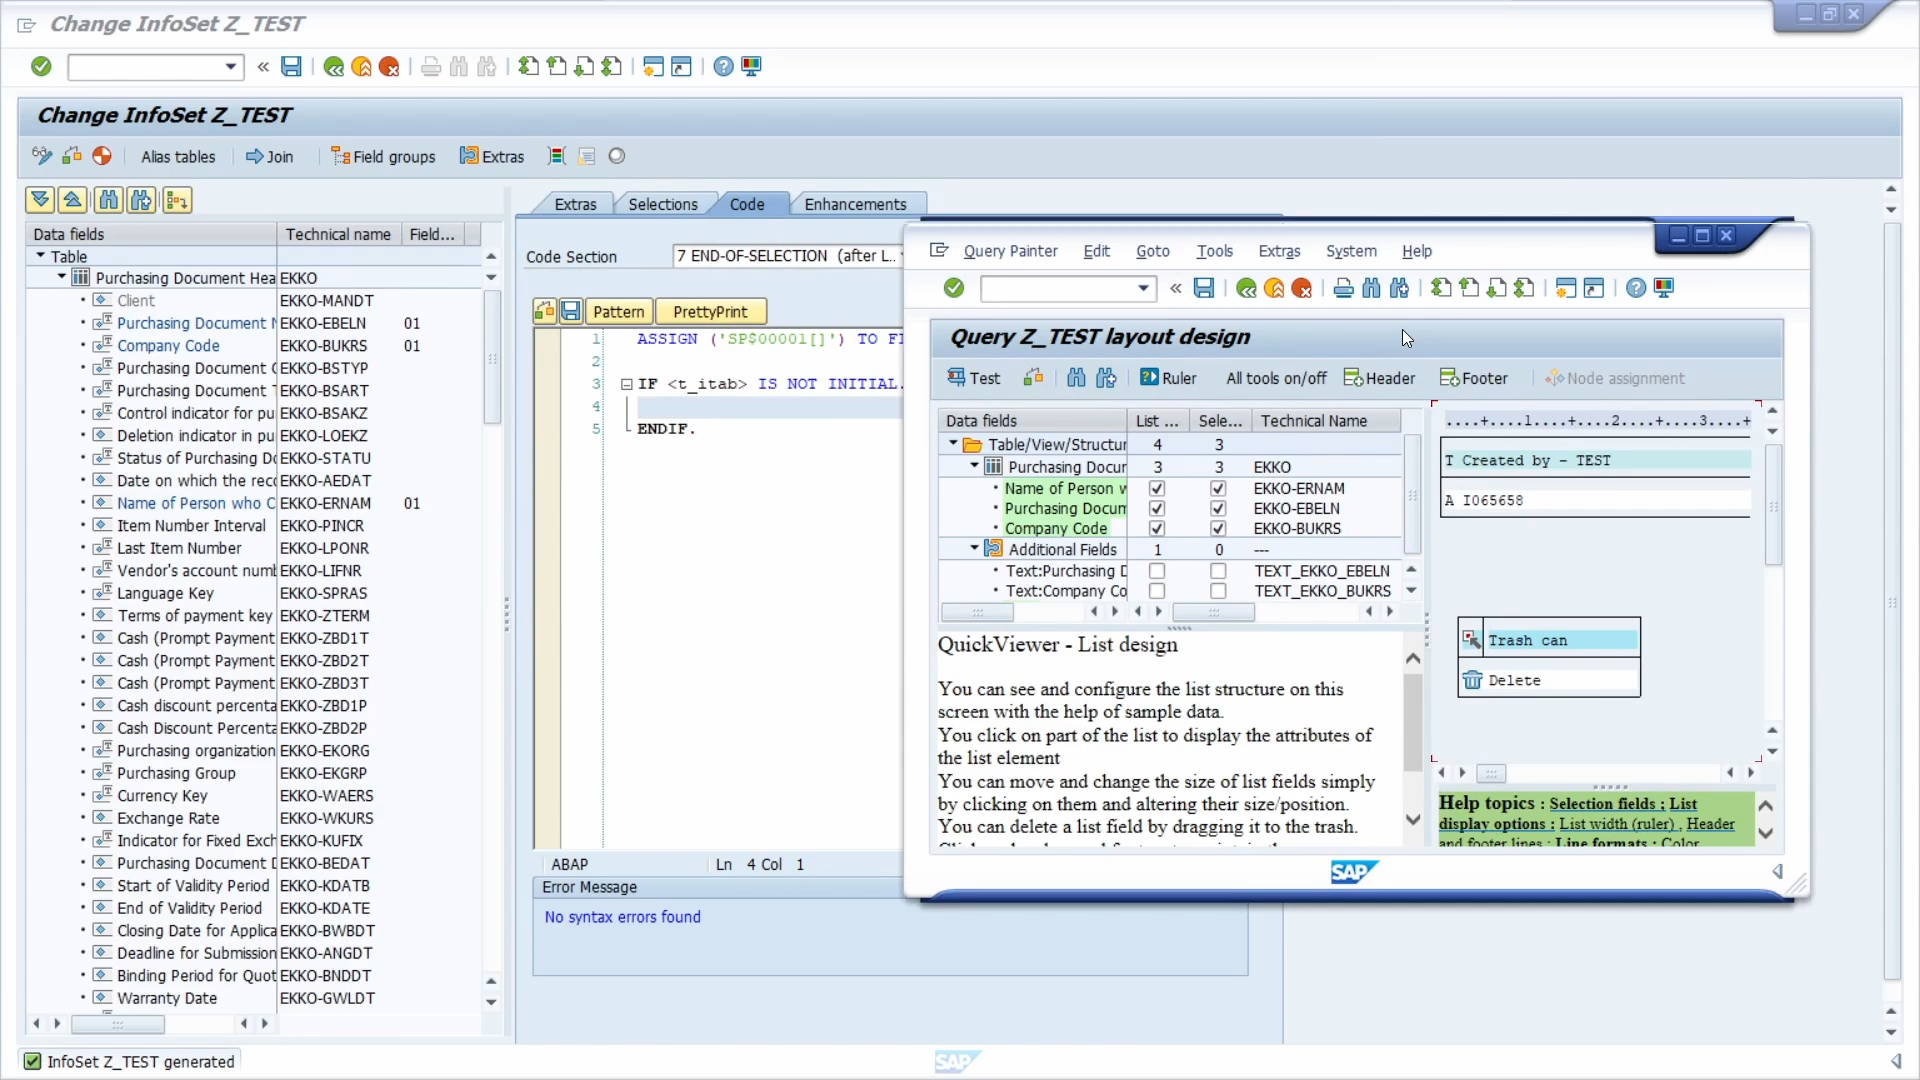 Change InfoSet Z_TEST
Change InfoSet Z_TEST
Alias tables
Join
Field groups
Extras
Data fields
Technical name
Field...
Table
Purchasing Document Hea EKKO
Client EKKO-MANDT
Purchasing Document N EKKO-EBELN 01
Company Code EKKO-BUKRS 01
Purchasing Document C EKKO-BSTYP
Purchasing Document T EKKO-BSART
Control indicator for pu EKKO-BSAKZ
Deletion indicator in pu EKKO-LOEKZ
Status of Purchasing Do EKKO-STATU
Date on which the reco EKKO-AEDAT
Name of Person who C EKKO-ERNAM 01
Item Number Interval EKKO-PINCR
Last Item Number EKKO-LPONR
Vendor's account numb EKKO-LIFNR
Language Key EKKO-SPRAS
Terms of payment key EKKO-ZTERM
Cash (Prompt Payment EKKO-ZBD1T
Cash (Prompt Payment EKKO-ZBD2T
Cash (Prompt Payment EKKO-ZBD3T
Cash discount percenta EKKO-ZBD1P
Cash Discount Percenta EKKO-ZBD2P
Purchasing organization EKKO-EKORG
Purchasing Group EKKO-EKGRP
Currency Key EKKO-WAERS
Exchange Rate EKKO-WKURS
Indicator for Fixed Exch EKKO-KUFIX
Purchasing Document D EKKO-BEDAT
Start of Validity Period EKKO-KDATB
End of Validity Period EKKO-KDATE
Closing Date for Applica EKKO-BWBDT
Deadline for Submission EKKO-ANGDT
Binding Period for Quot EKKO-BNDDT
Warranty Date EKKO-GWLDT
InfoSet Z_TEST generated
SAP
Extras
Selections
Code
Enhancements
Code Section
7 END-OF-SELECTION (after L..
Pattern
PrettyPrint
1 ASSIGN ('SP$00001[]') TO FI
2
3 IF <t_itab> IS NOT INITIAL.
4
5 ENDIF.
ABAP
Ln 4 Col 1
Error Message
No syntax errors found
Query Painter
Edit
Goto
Tools
Extras
System
Help
Query Z_TEST layout design
Test
Ruler
All tools on/off
Header
Footer
Node assignment
Data fields
List ...
Sele...
Technical Name
Table/View/Structur 4 3
Purchasing Docur 3 3 EKKO
Name of Person w EKKO-ERNAM
Purchasing Docum EKKO-EBELN
Company Code EKKO-BUKRS
Additional Fields 1 0 ---
Text:Purchasing D TEXT_EKKO_EBELN
Text:Company Co TEXT_EKKO_BUKRS
QuickViewer - List design
You can see and configure the list structure on this
screen with the help of sample data.
You click on part of the list to display the attributes of
the list element
You can move and change the size of list fields simply
by clicking on them and altering their size/position.
You can delete a list field by dragging it to the trash.
....+....1....+....2....+....3....+
T Created by - TEST
A I065658
Trash can
Delete
Help topics : Selection fields ; List
display options : List width (ruler) , Header
and footer lines ; Line formats : Color
SAP